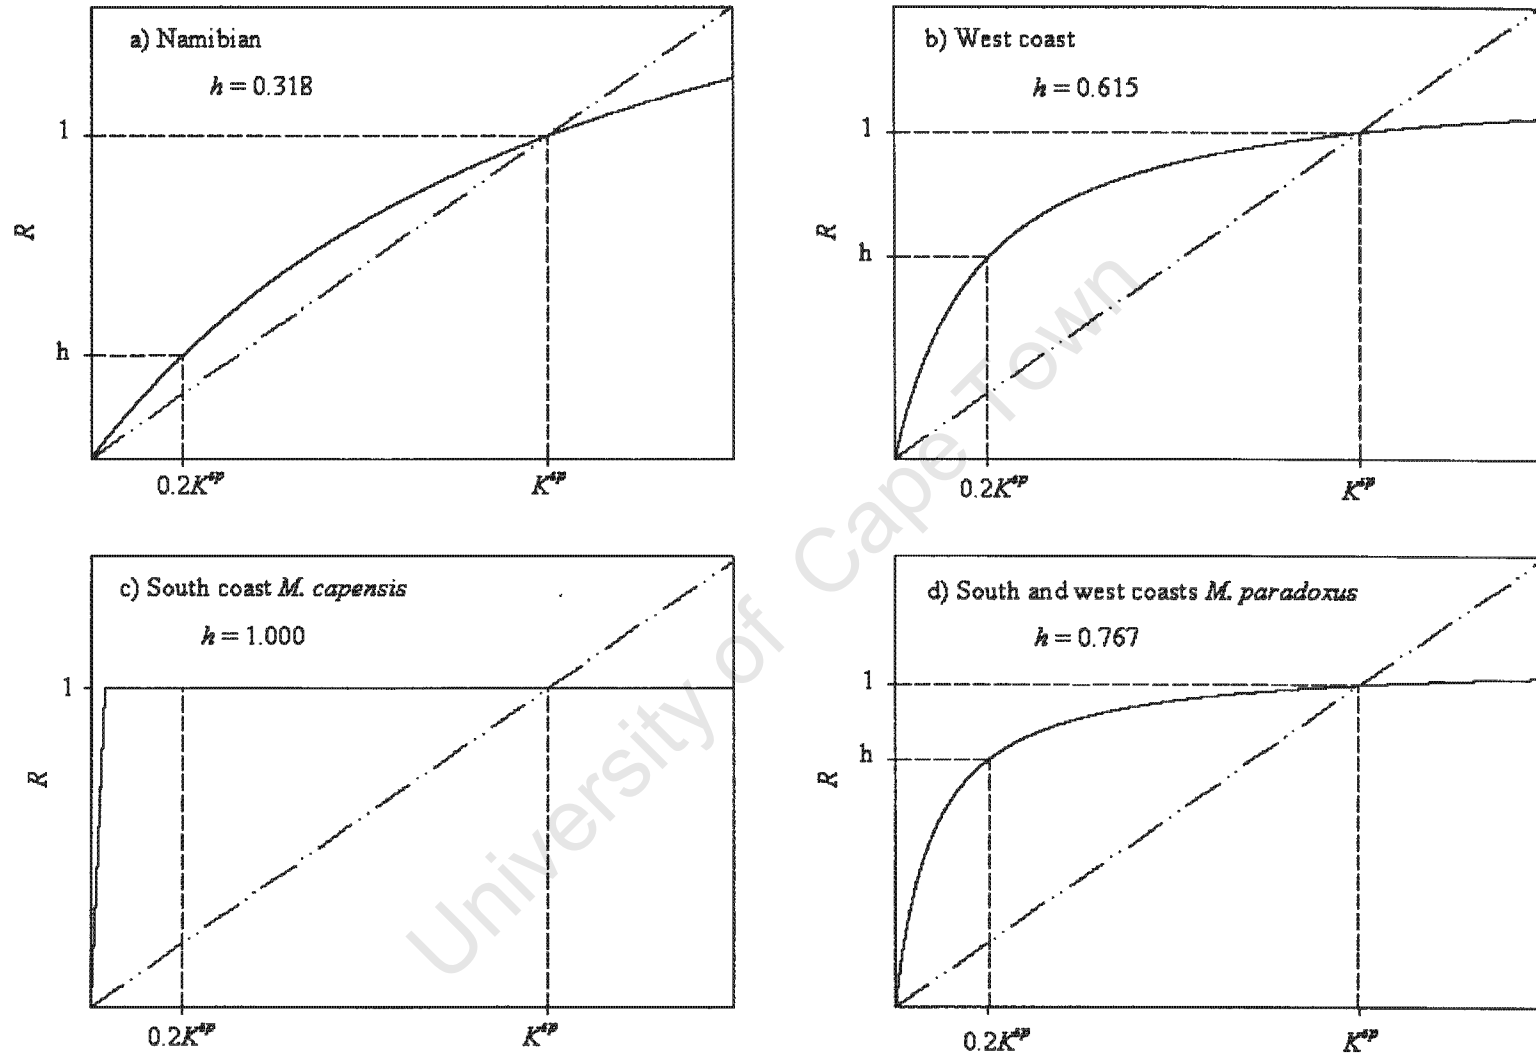 a) Namibian
h = 0.318
1
R
h
0.2K^sp
K^sp
b) West coast
h = 0.615
1
R
h
0.2K^sp
K^sp
c) South coast M. capensis
h = 1.000
1
R
0.2K^sp
K^sp
d) South and west coasts M. paradoxus
h = 0.767
1
R
h
0.2K^sp
K^sp
University of Cape Town